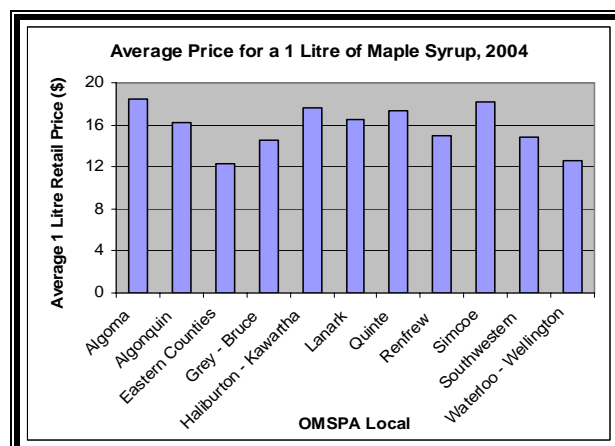 Average Price for a 1 Litre of Maple Syrup, 2004
Average 1 Litre Retail Price ($)
20
16
12
8
4
0
Algoma
Algonquin
Eastern Counties
Grey - Bruce
Haliburton - Kawartha
Lanark
Quinte
Renfrew
Simcoe
Southwestern
Waterloo - Wellington
OMSPA Local